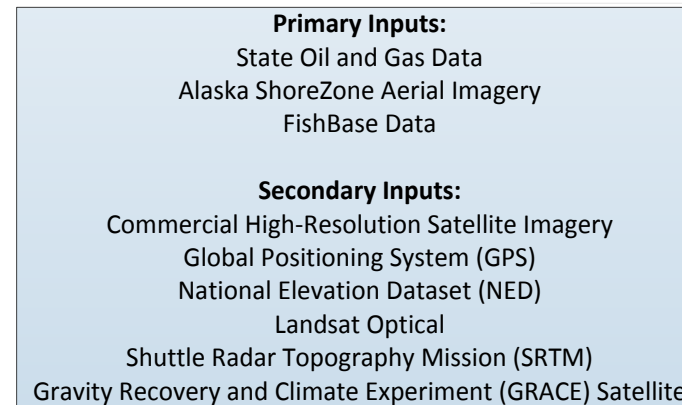 Primary Inputs:
State Oil and Gas Data
Alaska ShoreZone Aerial Imagery
FishBase Data
Secondary Inputs:
Commercial High-Resolution Satellite Imagery
Global Positioning System (GPS)
National Elevation Dataset (NED)
Landsat Optical
Shuttle Radar Topography Mission (SRTM)
Gravity Recovery and Climate Experiment (GRACE) Satellite